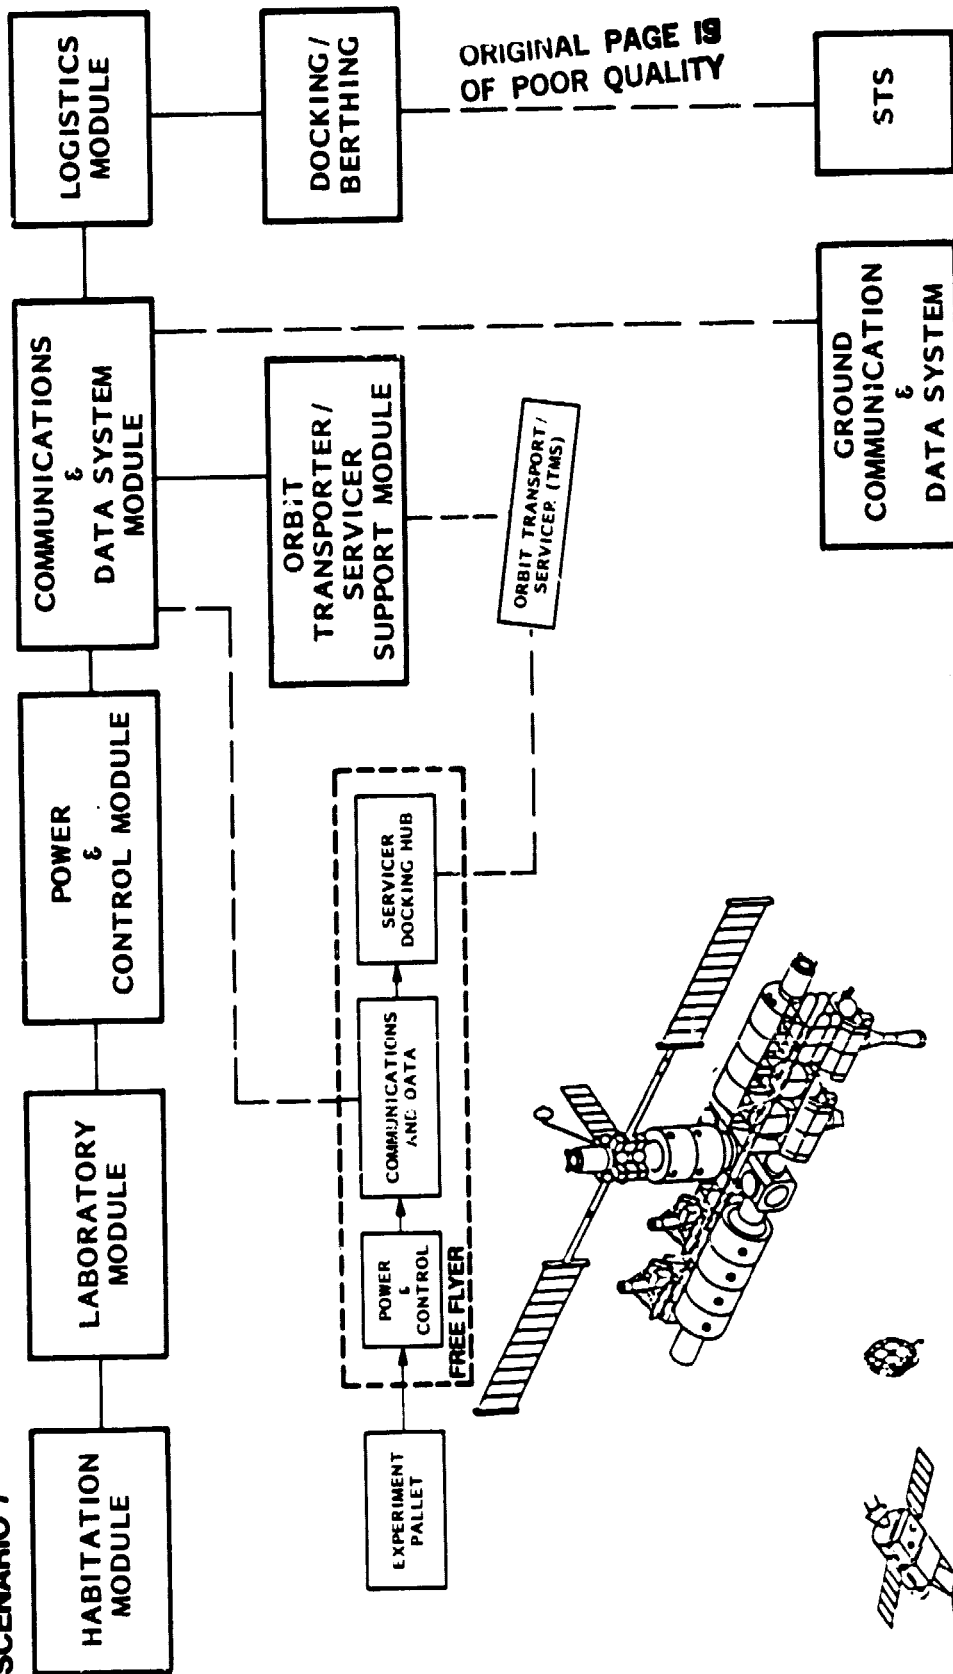 SCENARIO 7
HABITATION
MODULE
LABORATORY
MODULE
POWER
&
CONTROL MODULE
COMMUNICATIONS
&
DATA SYSTEM
MODULE
LOGISTICS
MODULE
ORBIT
TRANSPORTER/
SERVICER
SUPPORT MODULE
DOCKING/
BERTHING
EXPERIMENT
PALLET
POWER
&
CONTROL
COMMUNICATIONS
AND DATA
SERVICER
DOCKING HUB
FREE FLYER
ORBIT TRANSPORT/
SERVICER (TMS)
ORIGINAL PAGE IS
OF POOR QUALITY
GROUND
COMMUNICATION
&
DATA SYSTEM
STS